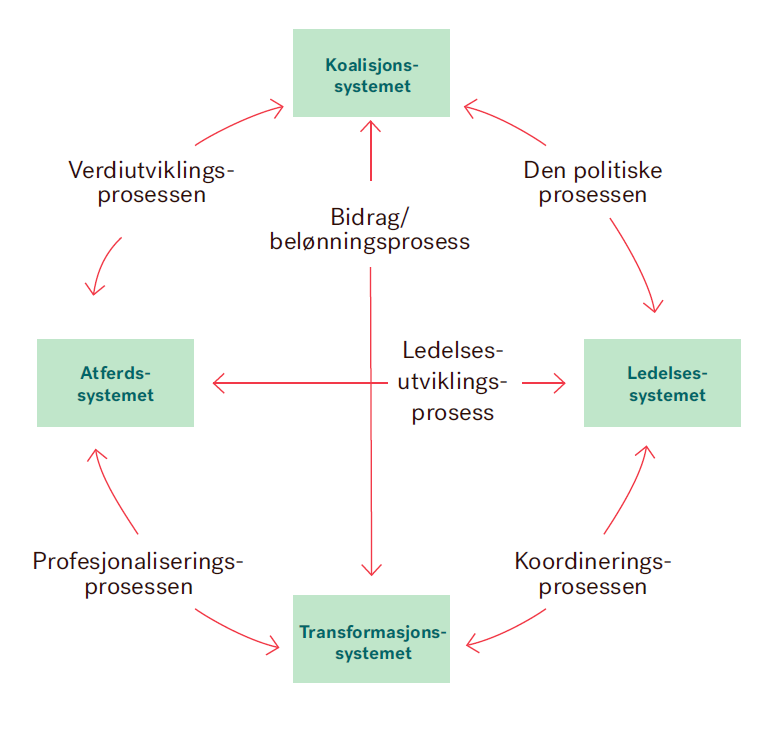 Koalisjons-
systemet
Verdiutviklings-
prosessen
Den politiske
prosessen
Bidrag/
belønningsprosess
Atferds-
systemet
Ledelses-
utviklings-
prosess
Ledelses-
systemet
Profesjonaliserings-
prosessen
Koordinerings-
prosessen
Transformasjons-
systemet